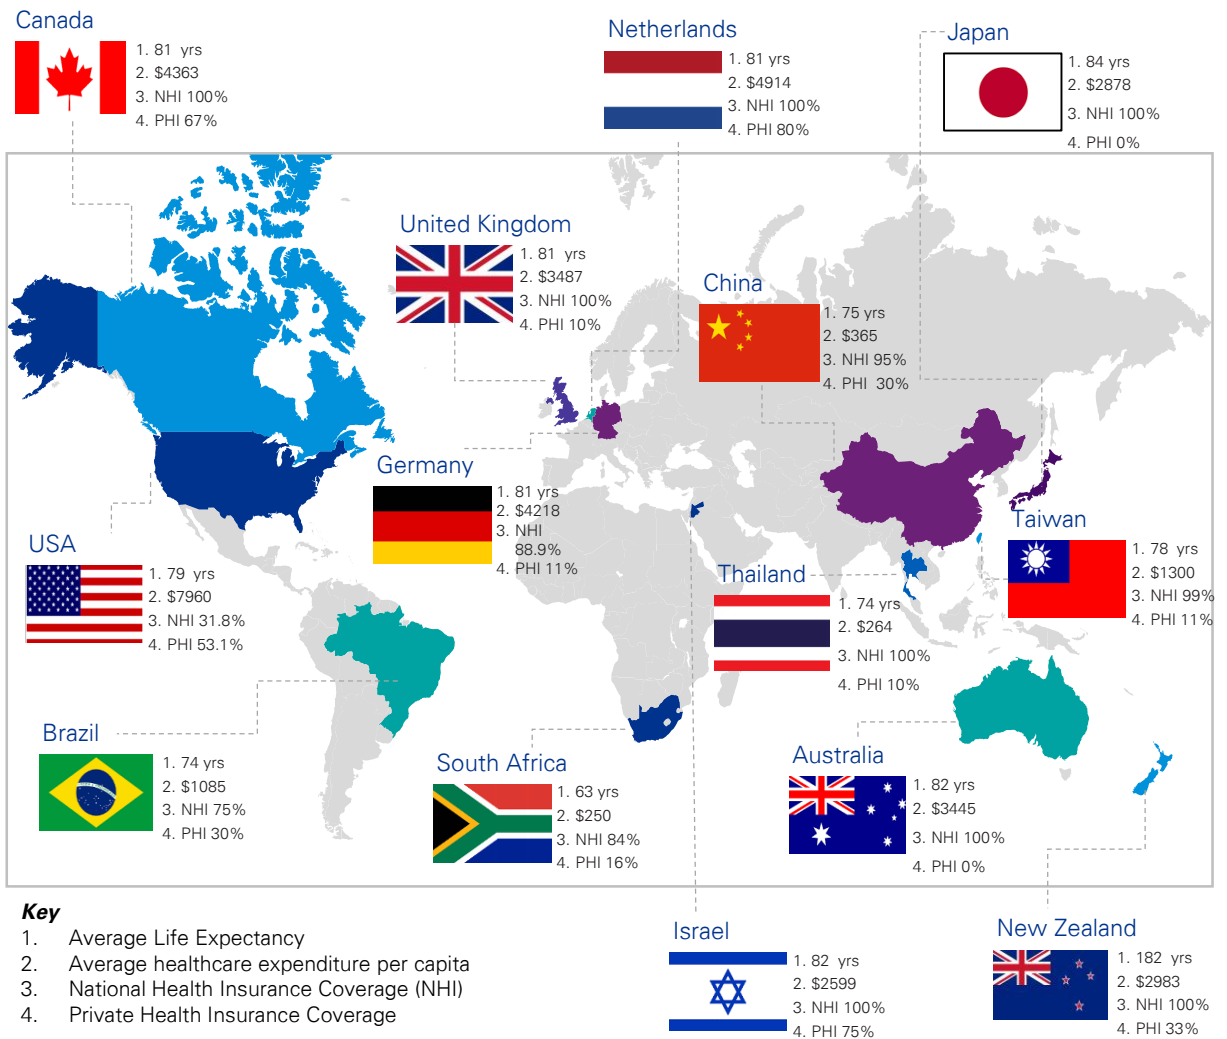 Canada
1. 81 yrs
2. $4363
3. NHI 100%
4. PHI 67%
Netherlands
1. 81 yrs
2. $4914
3. NHI 100%
4. PHI 80%
Japan
1. 84 yrs
2. $2878
3. NHI 100%
4. PHI 0%
United Kingdom
1. 81 yrs
2. $3487
3. NHI 100%
4. PHI 10%
China
1. 75 yrs
2. $365
3. NHI 95%
4. PHI 30%
Germany
1. 81 yrs
2. $4218
3. NHI
88.9%
4. PHI 11%
USA
1. 79 yrs
2. $7960
3. NHI 31.8%
4. PHI 53.1%
Thailand
1. 74 yrs
2. $264
3. NHI 100%
4. PHI 10%
Taiwan
1. 78 yrs
2. $1300
3. NHI 99%
4. PHI 11%
Brazil
1. 74 yrs
2. $1085
3. NHI 75%
4. PHI 30%
South Africa
1. 63 yrs
2. $250
3. NHI 84%
4. PHI 16%
Australia
1. 82 yrs
2. $3445
3. NHI 100%
4. PHI 0%
Key
1. Average Life Expectancy
2. Average healthcare expenditure per capita
3. National Health Insurance Coverage (NHI)
4. Private Health Insurance Coverage
Israel
1. 82 yrs
2. $2599
3. NHI 100%
4. PHI 75%
New Zealand
1. 182 yrs
2. $2983
3. NHI 100%
4. PHI 33%